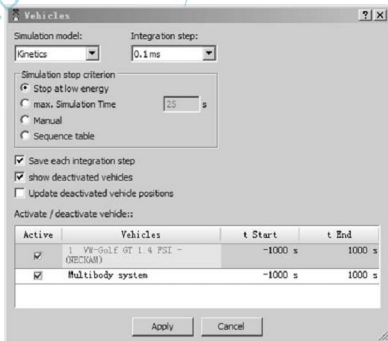 Vehicles
Simulation model:
Integration step:
Kinetics
0.1 ms
Simulation stop criterion
Stop at low energy
max. Simulation Time
25
s
Manual
Sequence table
Save each integration step
show deactivated vehicles
Update deactivated vehicle positions
Activate / deactivate vehicle::
Active Vehicles t Start t End
1 VW-Golf GT 1.4 FSI - -1000 s 1000 s
(NECKAM)
Multibody system -1000 s 1000 s
Apply Cancel